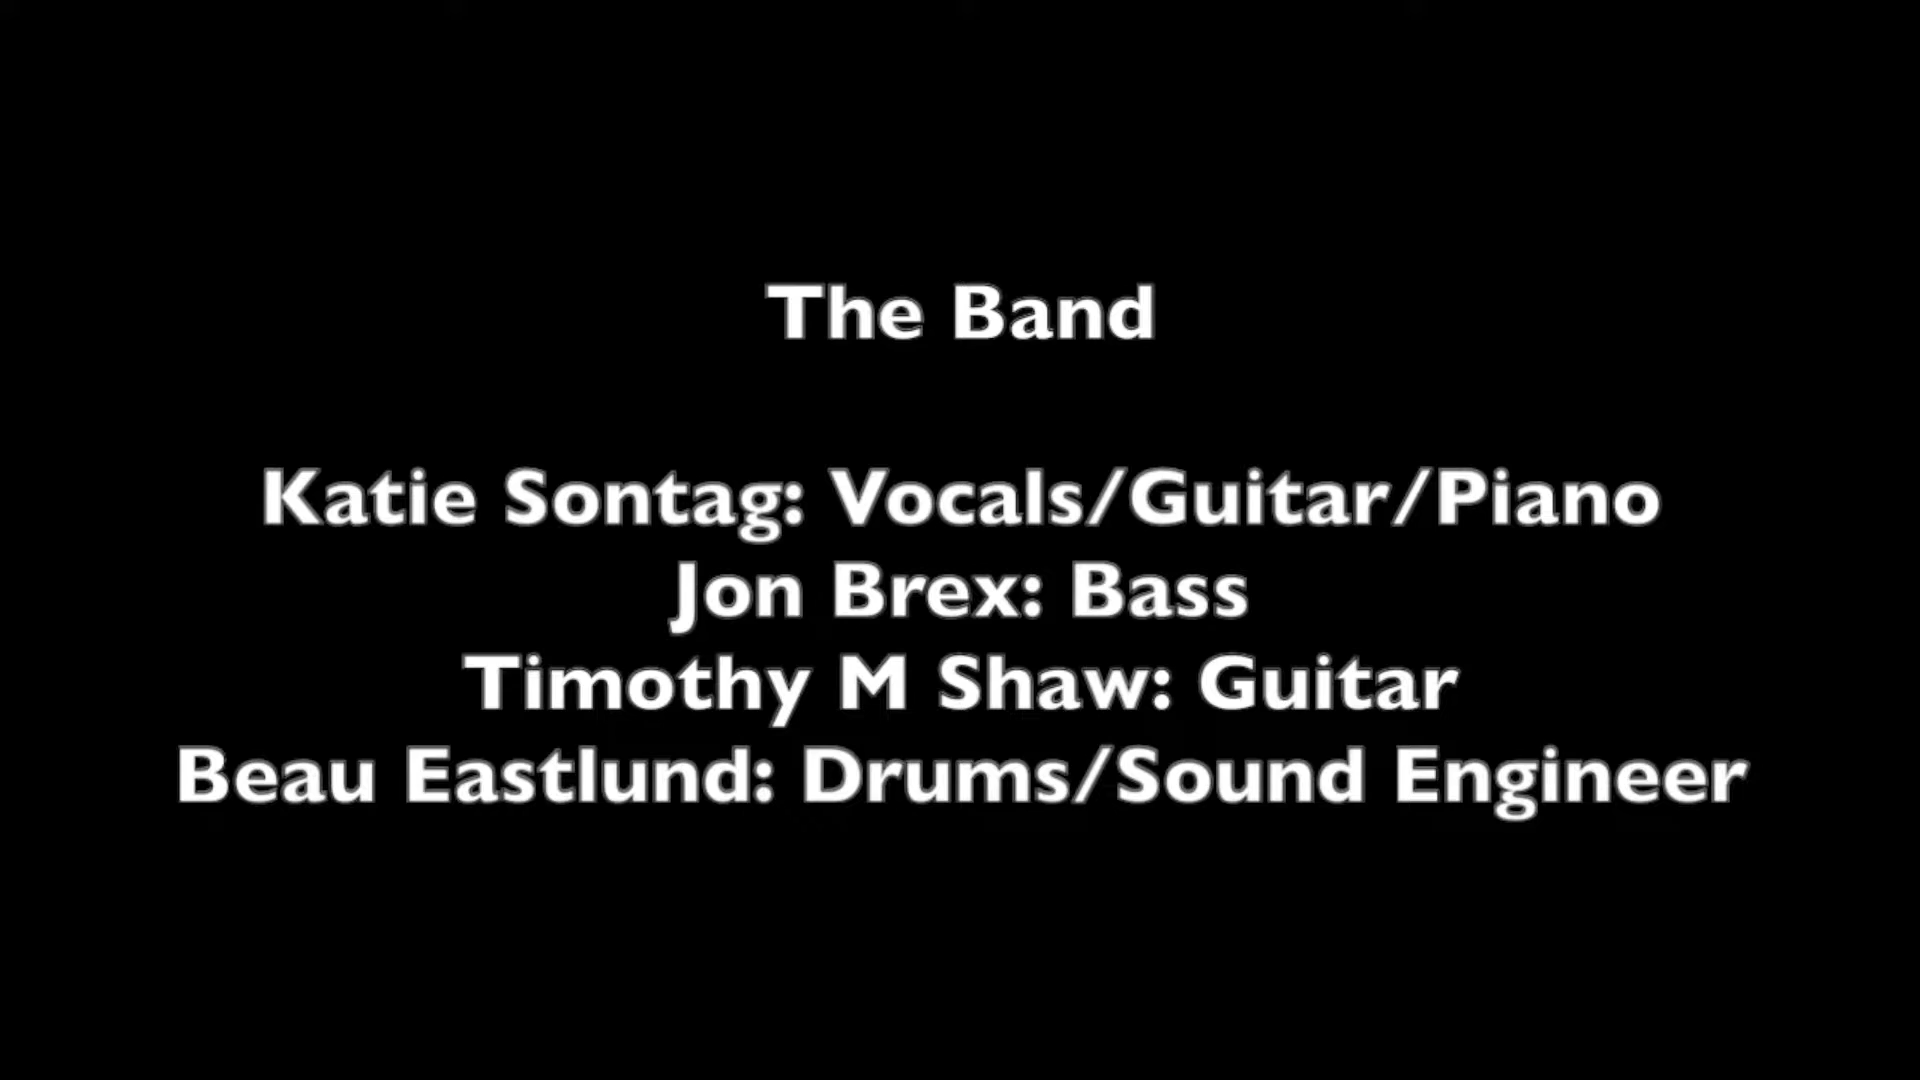 The Band
Katie Sontag: Vocals/Guitar/Piano
Jon Brex: Bass
Timothy M Shaw: Guitar
Beau Eastlund: Drums/Sound Engineer